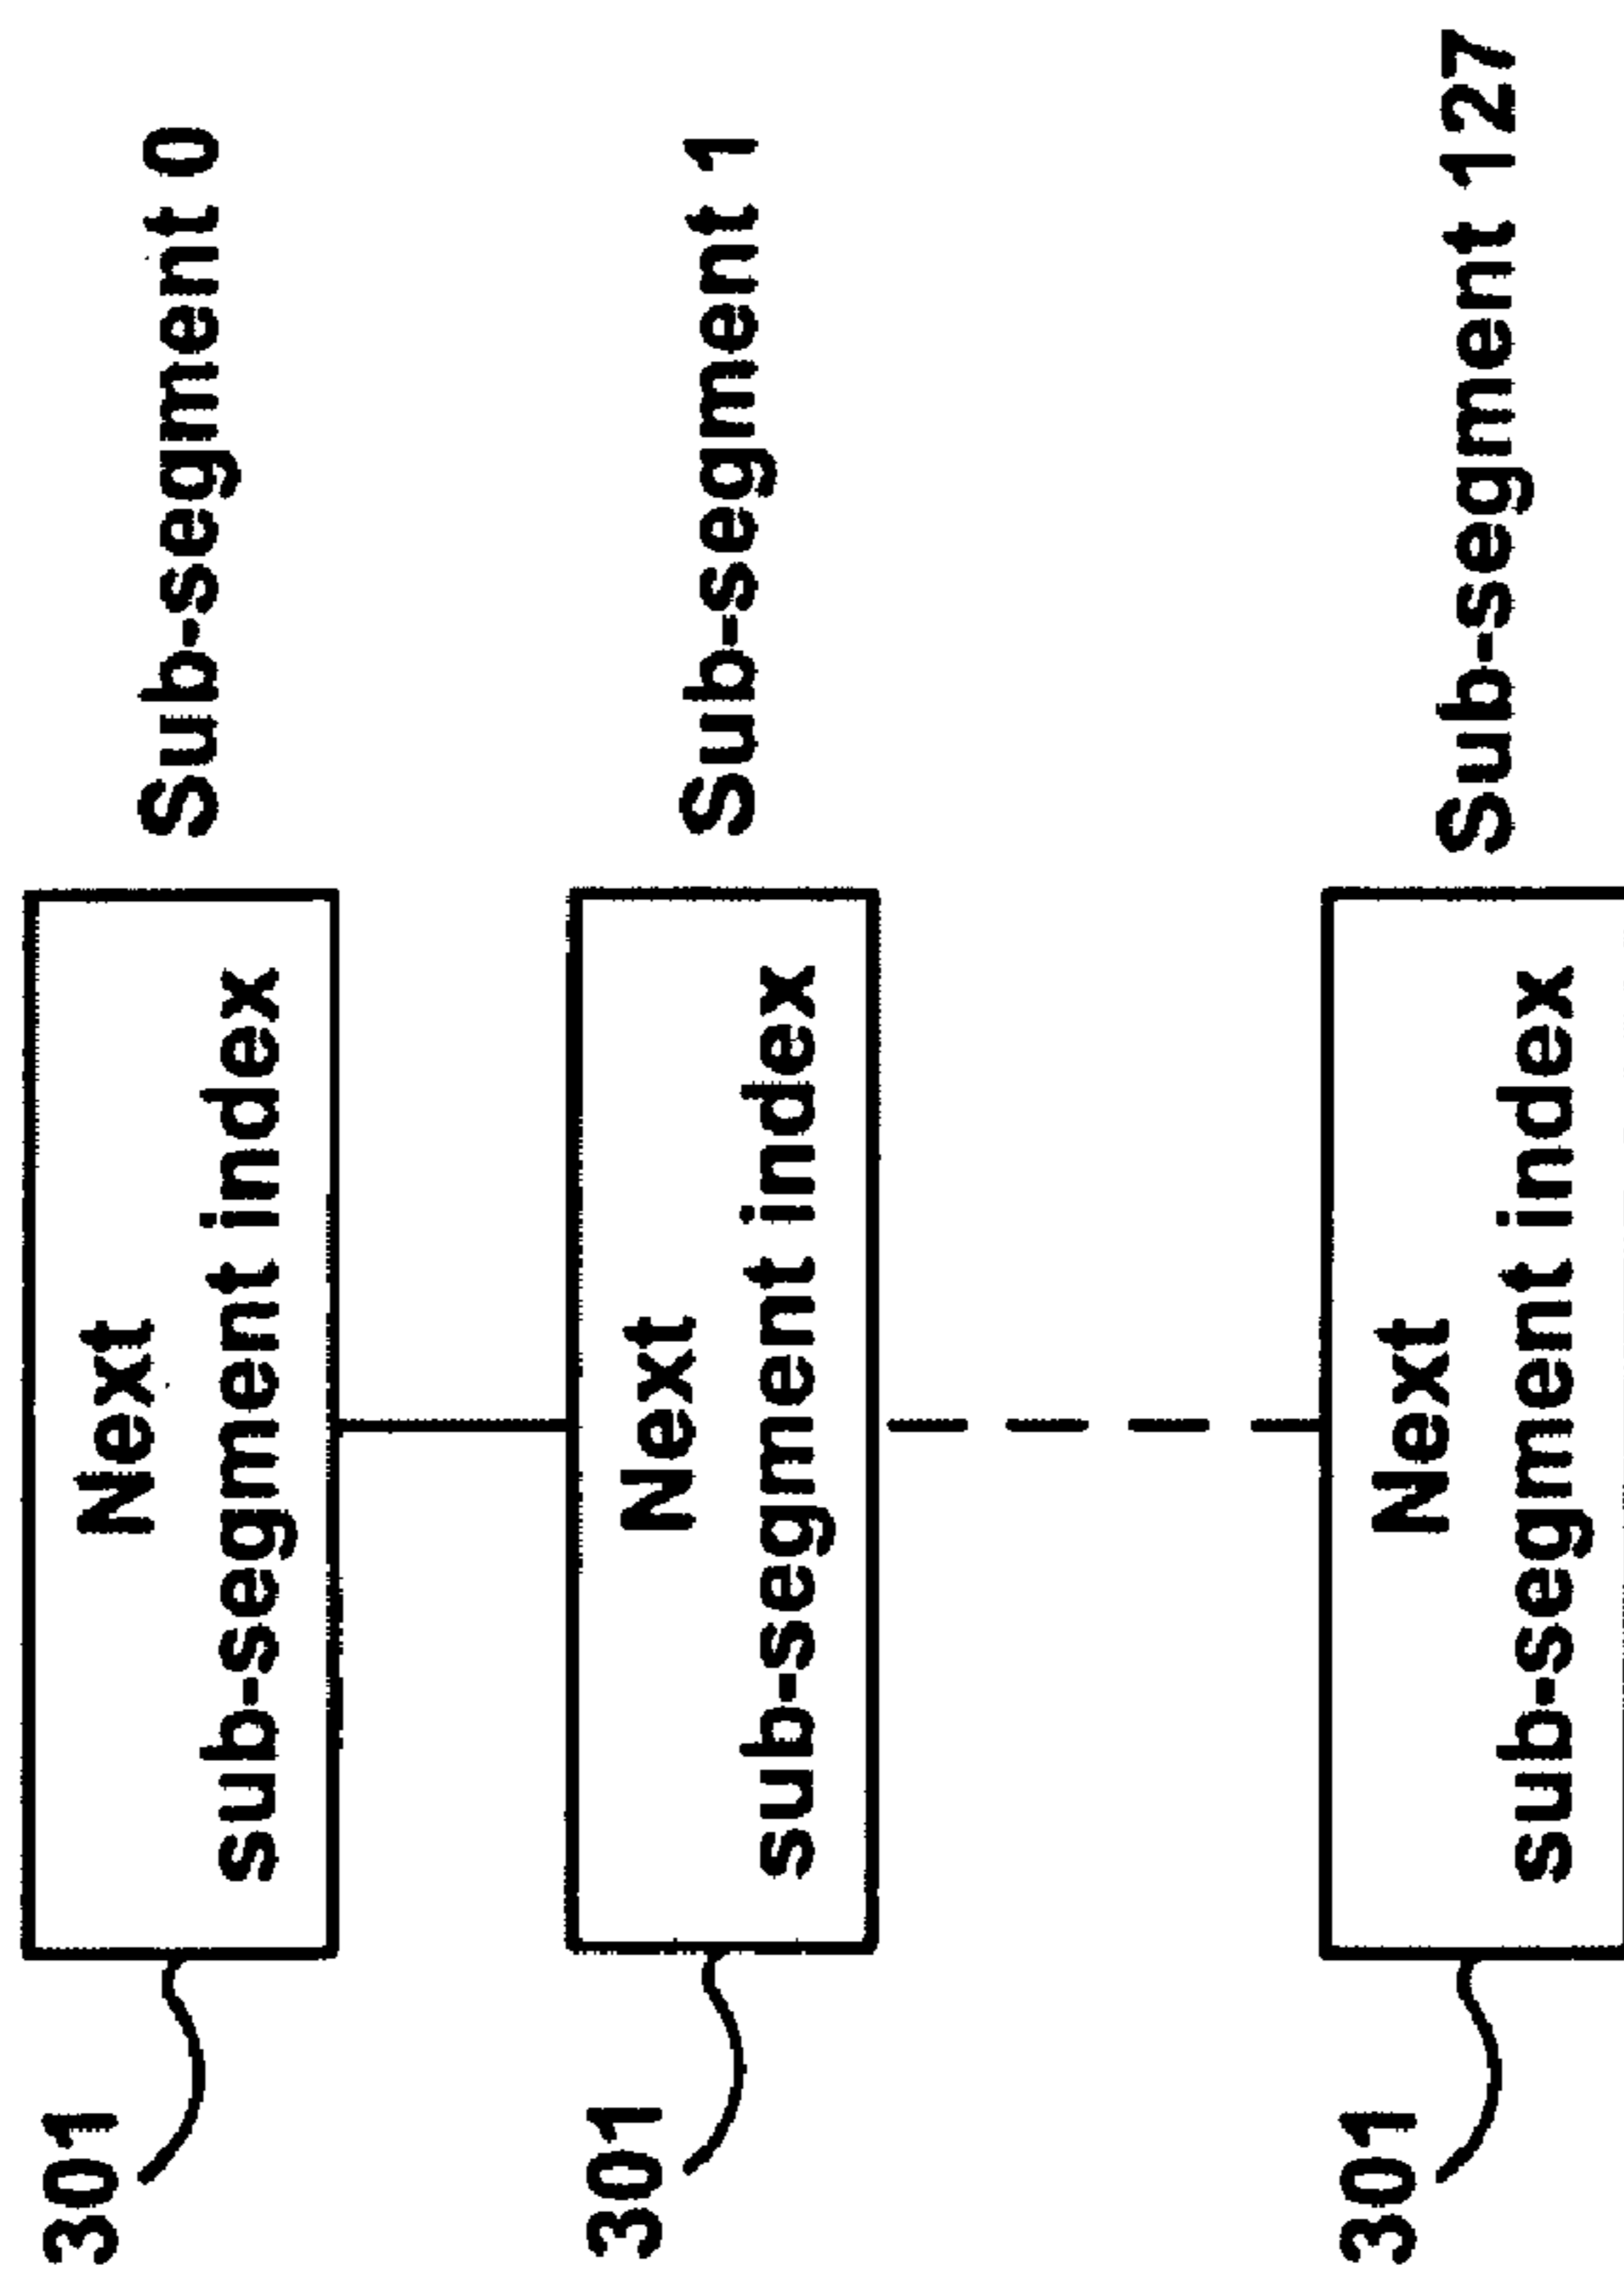 301
Next
sub-segment index
Sub-segment 0
301
Next
sub-segment index
Sub-segment 1
301
Next
sub-segment index
Sub-segment 127